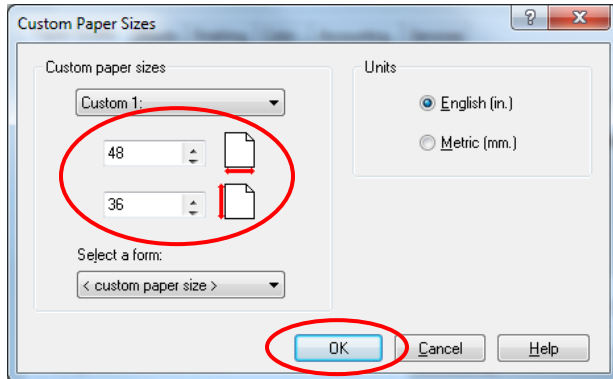 Custom Paper Sizes
Custom paper sizes
Custom 1:
48
36
Select a form:
< custom paper size >
Units
English (in.)
Metric (mm.)
OK
Cancel
Help